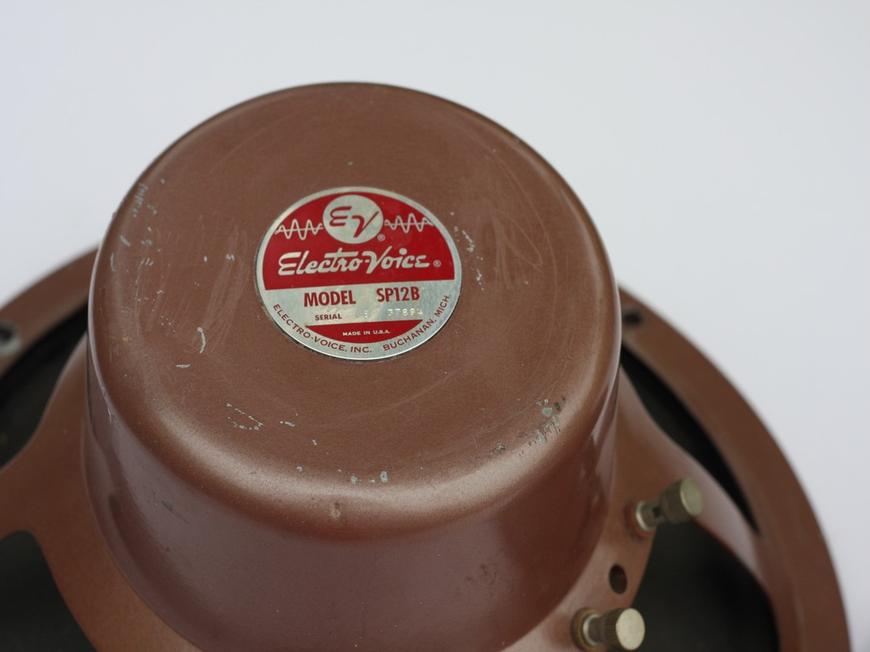 EV
®
Electro-Voice®
MODEL SP12B
SERIAL
MADE IN U.S.A.
ELECTRO-VOICE, INC. BUCHANAN, MICH.